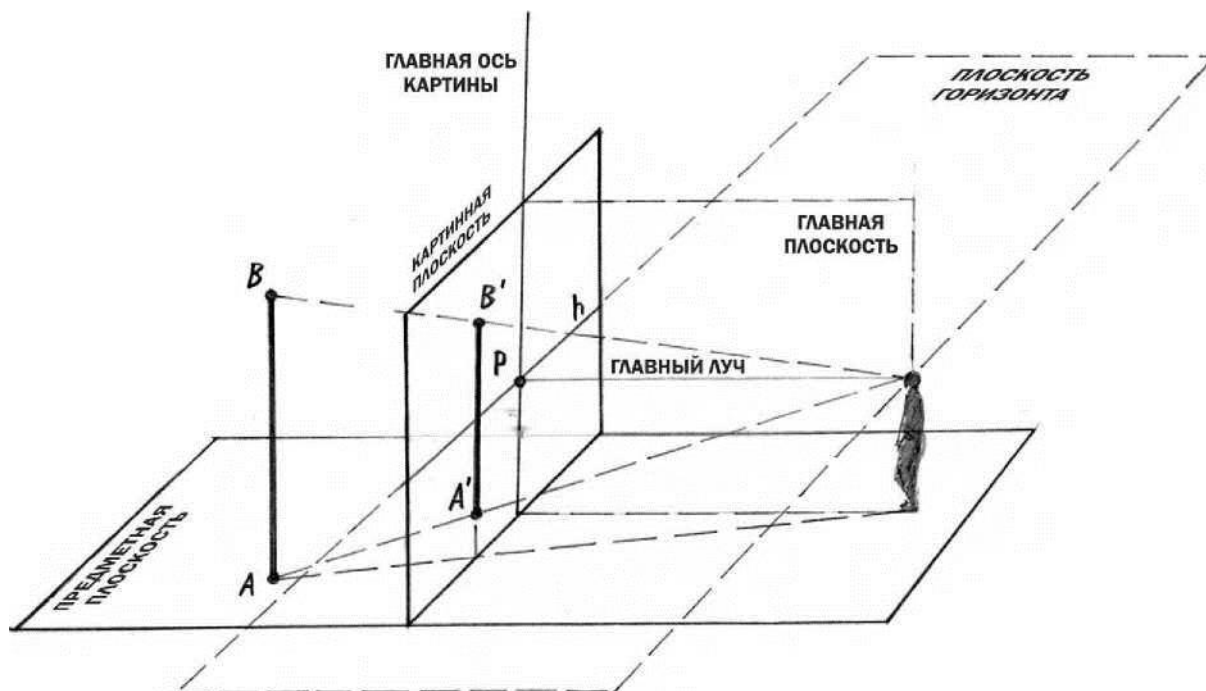 ГЛАВНАЯ ОСЬ
КАРТИНЫ
ПЛОСКОСТЬ
ГОРИЗОНТА
КАРТИННАЯ
ПЛОСКОСТЬ
ГЛАВНАЯ
ПЛОСКОСТЬ
B
B'
h
P
ГЛАВНЫЙ ЛУЧ
A'
A
ПРЕДМЕТНАЯ
ПЛОСКОСТЬ